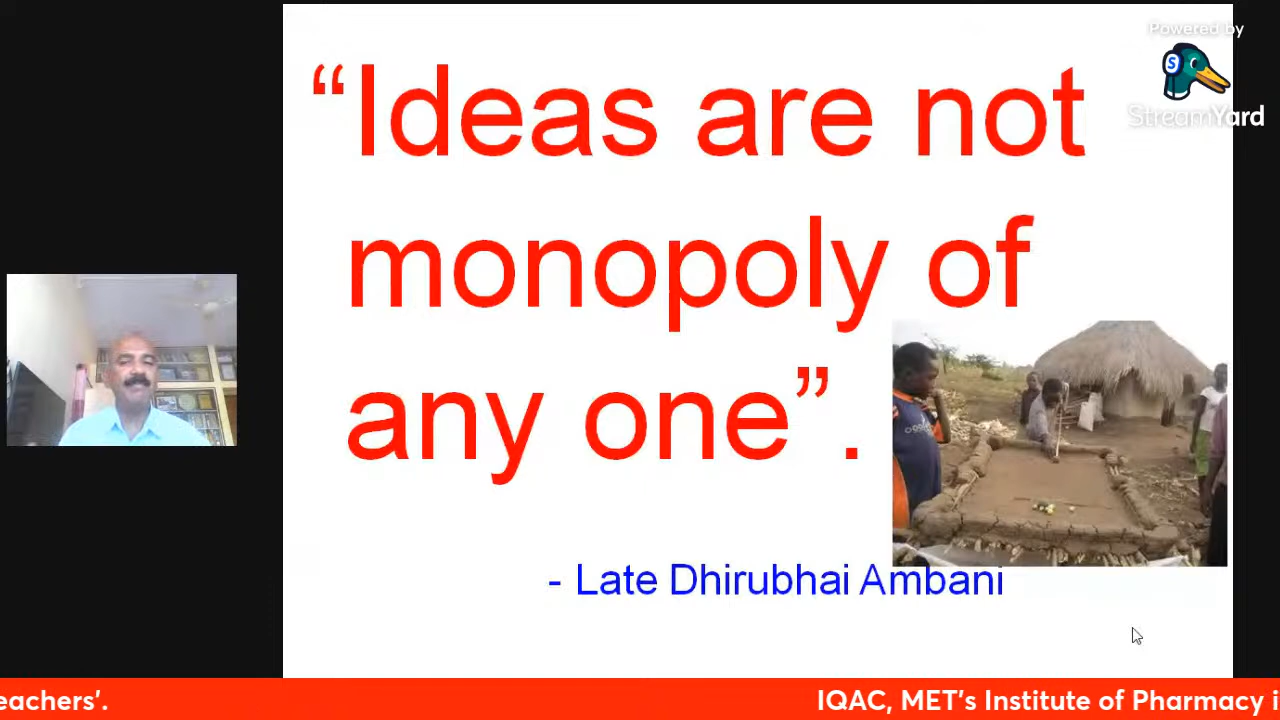 Powered by
StreamYard
“Ideas are not
monopoly of
any one”.
- Late Dhirubhai Ambani
eachers’. IQAC, MET’s Institute of Pharmacy i